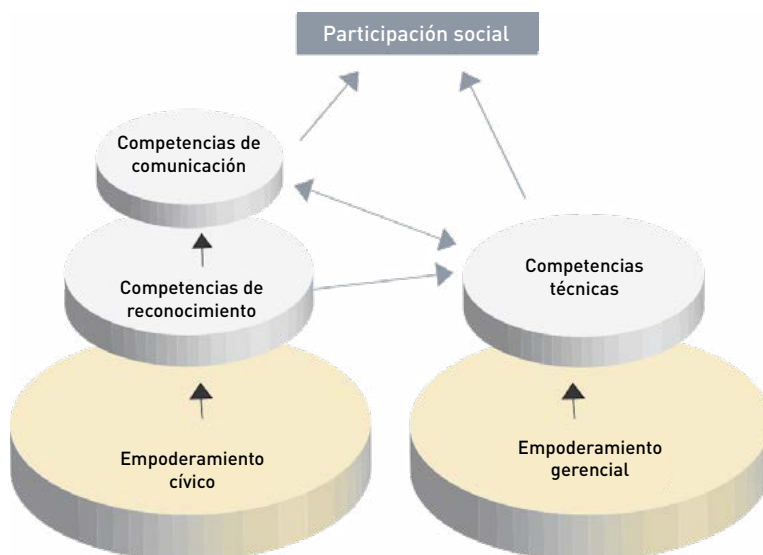 Participación social
Competencias de
comunicación
Competencias de
reconocimiento
Competencias
técnicas
Empoderamiento
cívico
Empoderamiento
gerencial